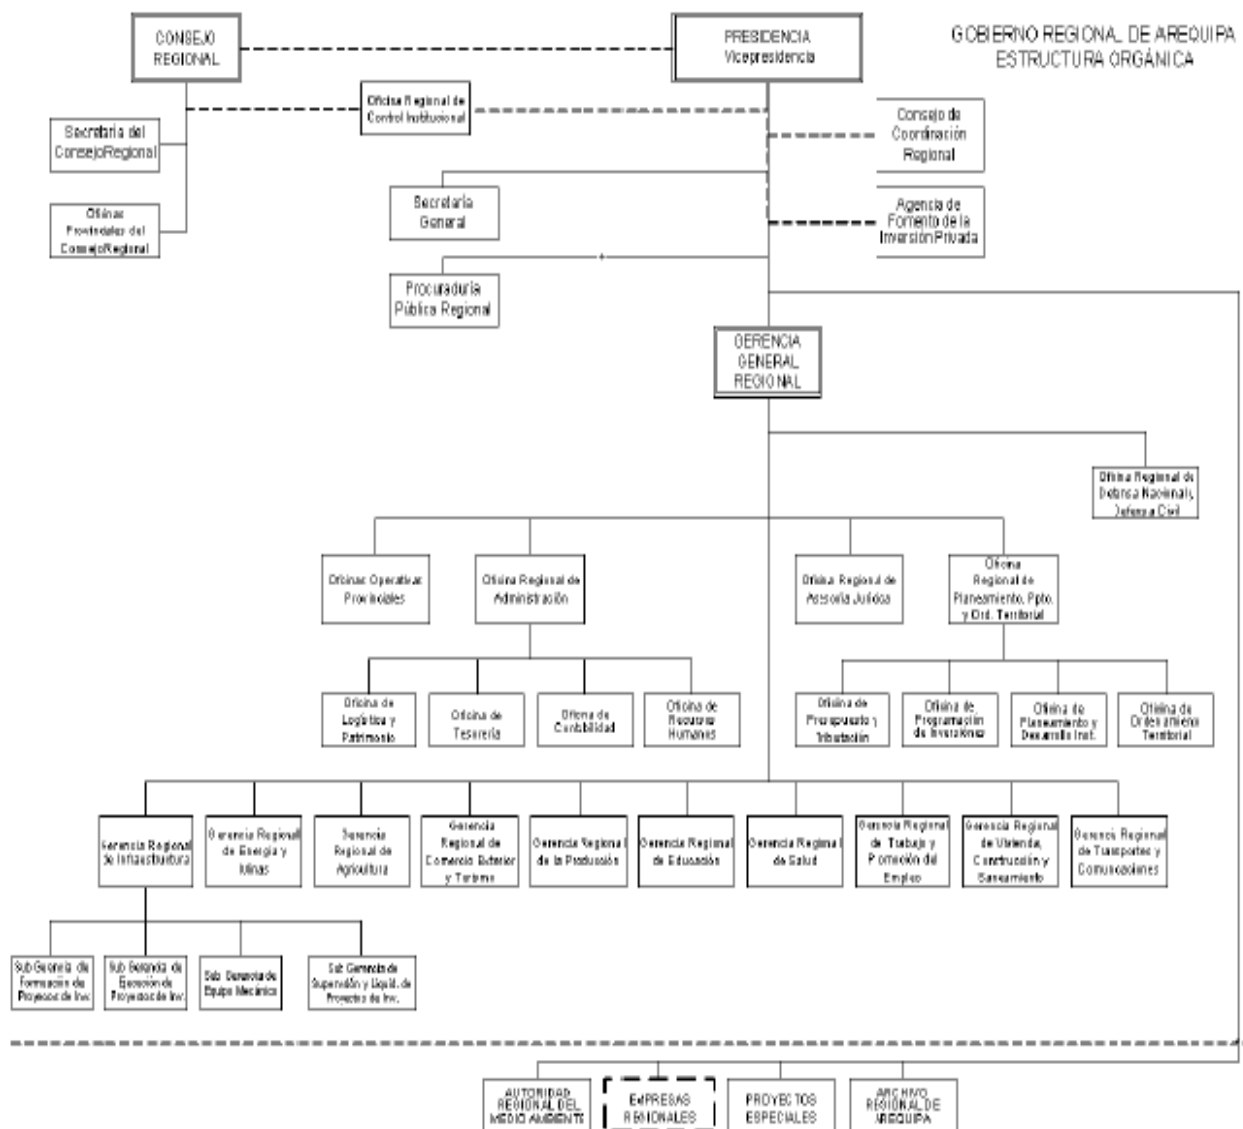 GOBIERNO REGIONAL DE AREQUIPA
ESTRUCTURA ORGÁNICA
CONSEJO
REGIONAL
PRESIDENCIA
Vicepresidencia
Oficina Regional de
Control Institucional
Secretaria del
Consejo Regional
Oficinas
Provinciales del
Consejo Regional
Consejo de
Coordinación
Regional
Secretaría
General
Agencia de
Fomento de la
Inversión Privada
Procuraduría
Pública Regional
GERENCIA
GENERAL
REGIONAL
Oficina Regional de
Defensa Nacional y
Defensa Civil
Oficinas Operativas
Provinciales
Oficina Regional de
Administración
Oficina Regional de
Asesoría Jurídica
Oficina
Regional de
Planeamiento, Ppto.
y Ord. Territorial
Oficina de
Logística y
Patrimonio
Oficina de
Tesorería
Oficina de
Contabilidad
Oficina de
Recursos
Humanos
Oficina de
Presupuesto y
Tributación
Oficina de
Programación
de Inversiones
Oficina de
Planeamiento y
Desarrollo Inst.
Oficina de
Ordenamiento
Territorial
Gerencia Regional
de Infraestructura
Gerencia Regional
de Energía y
Minas
Gerencia
Regional de
Agricultura
Gerencia
Regional de
Comercio Exterior
y Turismo
Gerencia Regional
de la Producción
Gerencia Regional
de Educación
Gerencia Regional
de Salud
Gerencia Regional
de Trabajo y
Promoción del
Empleo
Gerencia Regional
de Vivienda,
Construcción y
Saneamiento
Gerencia Regional
de Transportes y
Comunicaciones
Sub Gerencia de
Formulación de
Proyectos de Inv.
Sub Gerencia de
Ejecución de
Proyectos de Inv.
Sub Gerencia de
Equipo Mecánico
Sub Gerencia de
Supervisión y Liquid. de
Proyectos de Inv.
AUTORIDAD
REGIONAL DEL
MEDIO AMBIENTE
EMPRESAS
REGIONALES
PROYECTOS
ESPECIALES
ARCHIVO
REGIONAL DE
AREQUIPA